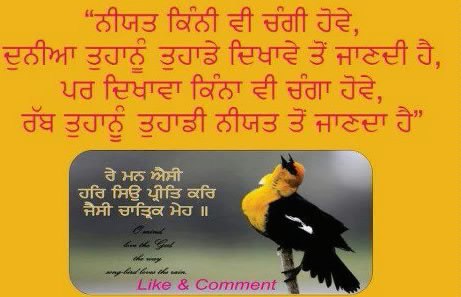 “ਨੀਯਤ ਕਿੰਨੀ ਵੀ ਚੰਗੀ ਹੋਵੇ,
ਦੁਨੀਆ ਤੁਹਾਨੂੰ ਤੁਹਾਡੇ ਦਿਖਾਵੇ ਤੋਂ ਜਾਣਦੀ ਹੈ,
ਪਰ ਦਿਖਾਵਾ ਕਿੰਨਾ ਵੀ ਚੰਗਾ ਹੋਵੇ,
ਰੱਬ ਤੁਹਾਨੂੰ ਤੁਹਾਡੀ ਨੀਯਤ ਤੋਂ ਜਾਣਦਾ ਹੈ”
ਰੇ ਮਨ ਐਸੀ
ਹਰਿ ਸਿਉ ਪ੍ਰੀਤਿ ਕਰਿ
ਜੈਸੀ ਚਾਤ੍ਰਿਕ ਮੇਹ ॥
O mind,
love the God
the way
song-bird loves the rain.
Like & Comment